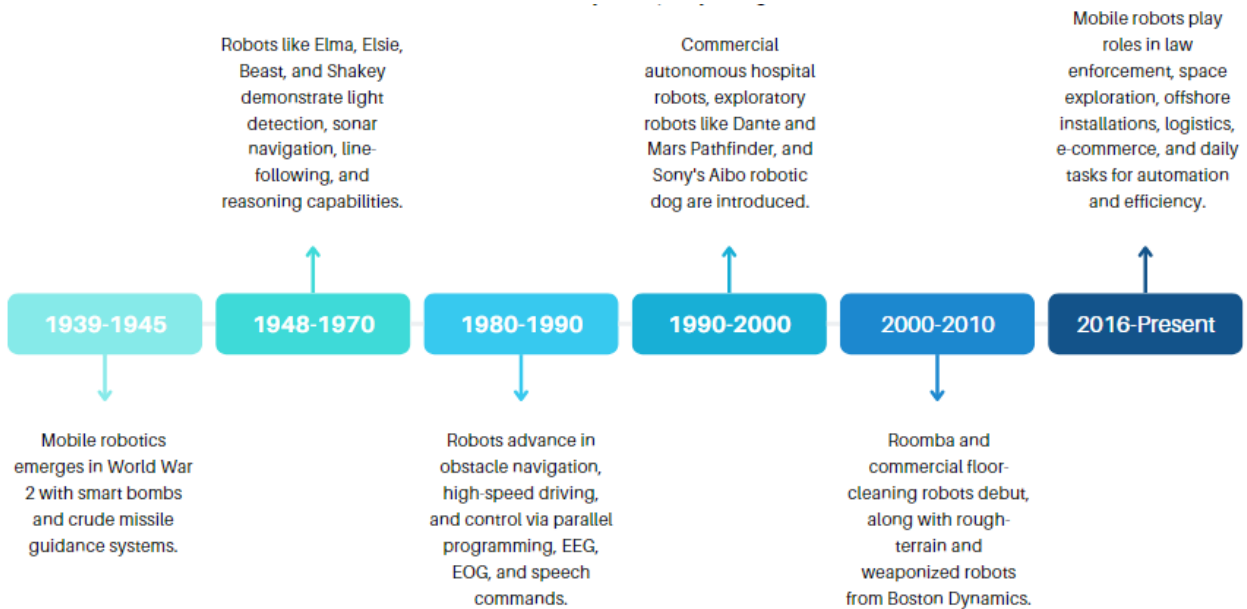 Robots like Elma, Elsie,
Beast, and Shakey
demonstrate light
detection, sonar
navigation, line-
following, and
reasoning capabilities.
Commercial
autonomous hospital
robots, exploratory
robots like Dante and
Mars Pathfinder, and
Sony's Aibo robotic
dog are introduced.
Mobile robots play
roles in law
enforcement, space
exploration, offshore
installations, logistics,
e-commerce, and daily
tasks for automation
and efficiency.
1939-1945
1948-1970
1980-1990
1990-2000
2000-2010
2016-Present
Mobile robotics
emerges in World War
2 with smart bombs
and crude missile
guidance systems.
Robots advance in
obstacle navigation,
high-speed driving,
and control via parallel
programming, EEG,
EOG, and speech
commands.
Roomba and
commercial floor-
cleaning robots debut,
along with rough-
terrain and
weaponized robots
from Boston Dynamics.